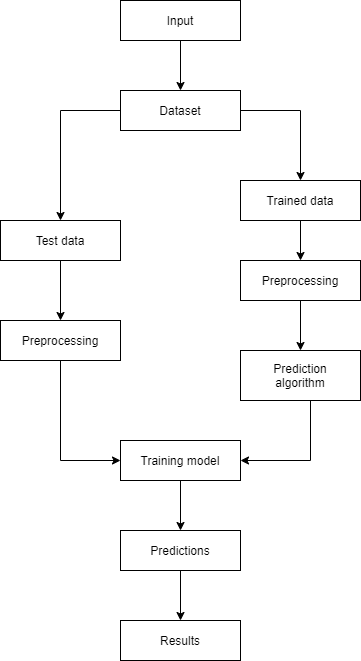 Input
Dataset
Trained data
Test data
Preprocessing
Preprocessing
Prediction
algorithm
Training model
Predictions
Results